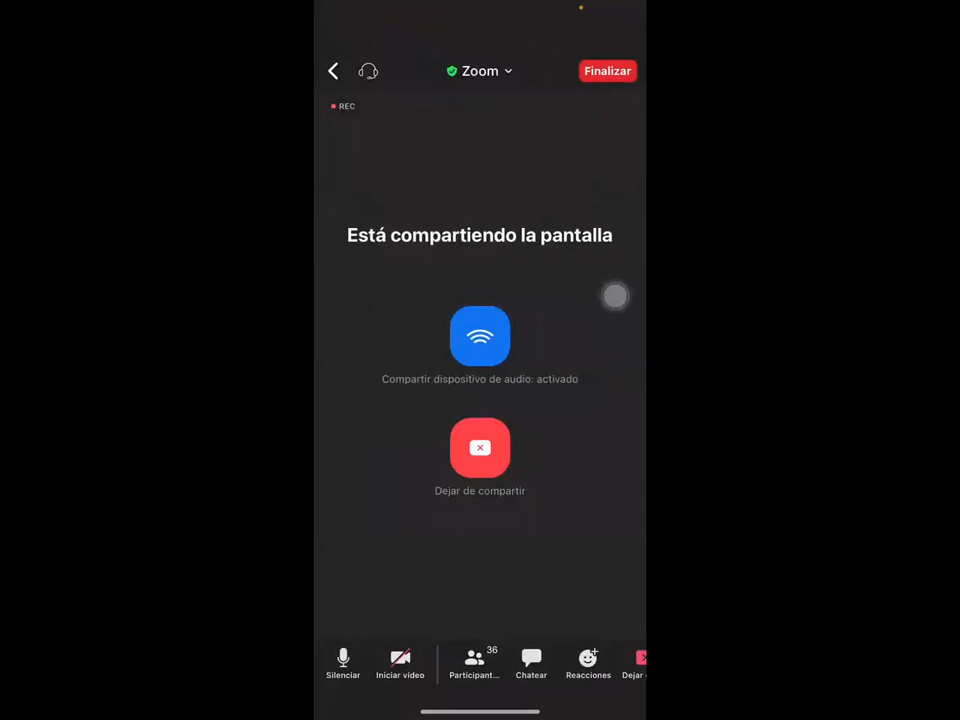 Zoom
Finalizar
REC
Está compartiendo la pantalla
Compartir dispositivo de audio: activado
Dejar de compartir
36
Silenciar
Iniciar video
Participant...
Chatear
Reacciones
Dejar